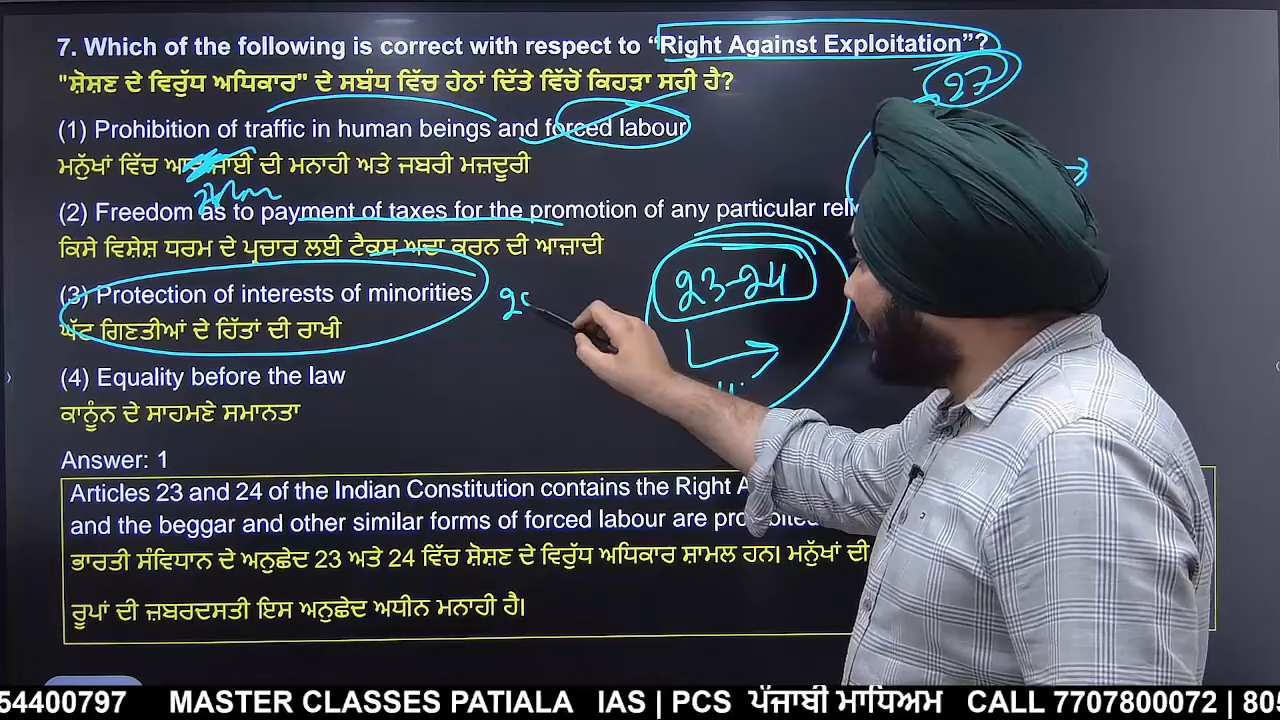 7. Which of the following is correct with respect to “Right Against Exploitation”?
27
"ਸ਼ੋਸ਼ਣ ਦੇ ਵਿਰੁੱਧ ਅਧਿਕਾਰ" ਦੇ ਸਬੰਧ ਵਿੱਚ ਹੇਠਾਂ ਦਿੱਤੇ ਵਿੱਚੋਂ ਕਿਹੜਾ ਸਹੀ ਹੈ?
(1) Prohibition of traffic in human beings and forced labour
ਮਨੁੱਖਾਂ ਵਿੱਚ ਦੀ ਮਨਾਹੀ ਅਤੇ ਜਬਰੀ ਮਜ਼ਦੂਰੀ
(2) Freedom as to payment of taxes for the promotion of any particular
ਕਿਸੇ ਵਿਸ਼ੇਸ਼ ਧਰਮ ਦੇ ਪ੍ਰਚਾਰ ਲਈ ਟੈਕਸ ਅਦਾ ਕਰਨ ਦੀ ਆਜ਼ਾਦੀ
(3) Protection of interests of minorities
23-24
ਘੱਟ ਗਿਣਤੀਆਂ ਦੇ ਹਿੱਤਾਂ ਦੀ ਰਾਖੀ
(4) Equality before the law
ਕਾਨੂੰਨ ਦੇ ਸਾਹਮਣੇ ਸਮਾਨਤਾ
Answer: 1
Articles 23 and 24 of the Indian Constitution contains the Right
and the beggar and other similar forms of forced labour are prohibited
ਭਾਰਤੀ ਸੰਵਿਧਾਨ ਦੇ ਅਨੁਛੇਦ 23 ਅਤੇ 24 ਵਿੱਚ ਸ਼ੋਸ਼ਣ ਦੇ ਵਿਰੁੱਧ ਅਧਿਕਾਰ ਸ਼ਾਮਲ ਹਨ। ਮਨੁੱਖਾਂ ਦੀ
ਰੂਪਾਂ ਦੀ ਜ਼ਬਰਦਸਤੀ ਇਸ ਅਨੁਛੇਦ ਅਧੀਨ ਮਨਾਹੀ ਹੈ।
54400797 MASTER CLASSES PATIALA IAS | PCS ਪੰਜਾਬੀ ਮਾਧਿਅਮ CALL 7707800072 | 80